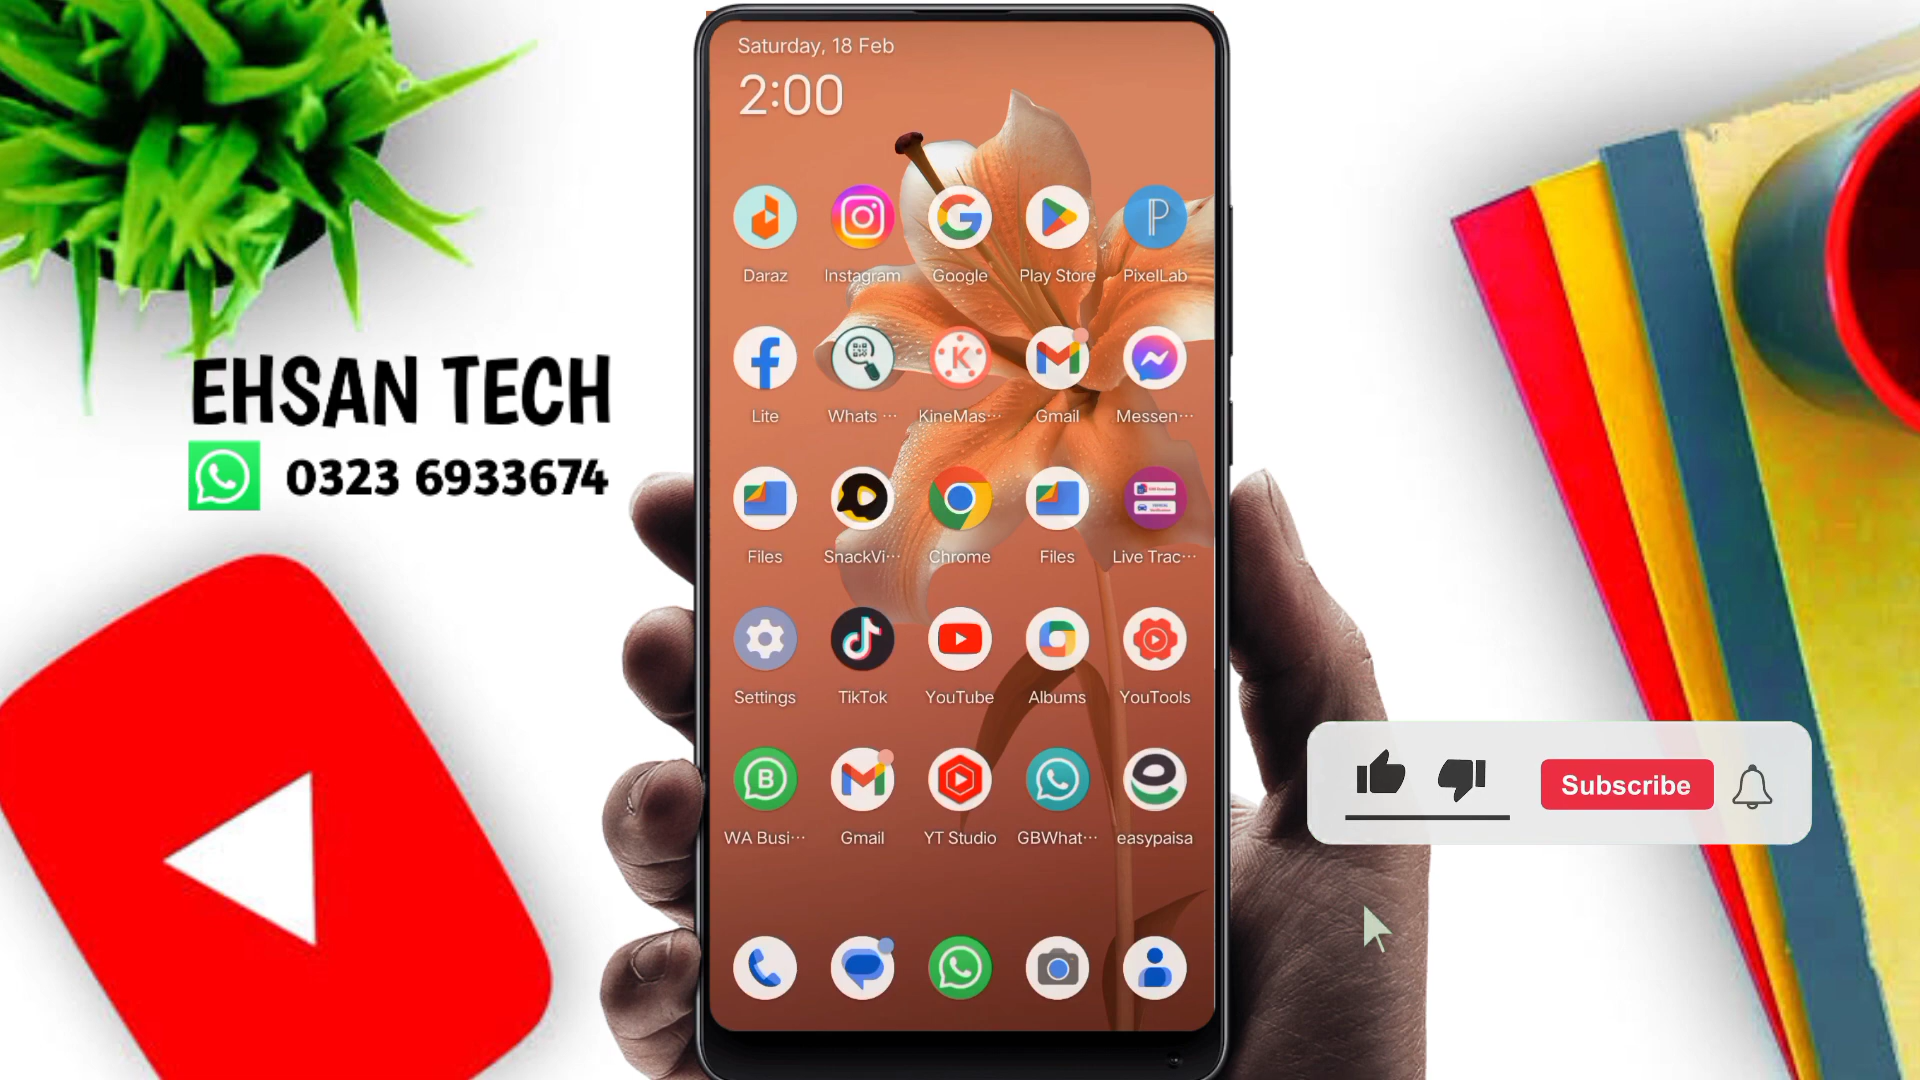 Saturday, 18 Feb
2:00
EHSAN TECH
0323 6933674
Daraz Instagram Google Play Store PixelLab
Lite Whats ··· KineMas··· Gmail Messen···
Files SnackVi··· Chrome Files Live Trac···
Settings TikTok YouTube Albums YouTools
WA Busi··· Gmail YT Studio GBWhat··· easypaisa
Subscribe